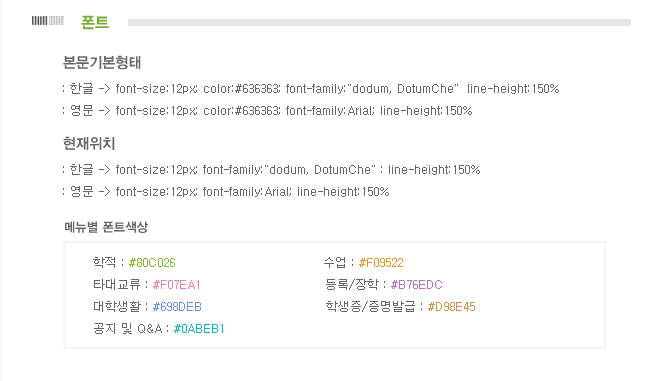 폰트
본문기본형태
: 한글 -> font-size:12px; color:#636363; font-family:"dodum, DotumChe" line-height:150%
: 영문 -> font-size:12px; color:#636363; font-family:Arial; line-height:150%
현재위치
: 한글 -> font-size:12px; font-family:"dodum, DotumChe" : line-height:150%
: 영문 -> font-size:12px; font-family:Arial; line-height:150%
메뉴별 폰트색상
학적 : #80C026 수업 : #F09522
타대교류 : #F07EA1 등록/장학 : #B76EDC
대학생활 : #698DEB 학생증/증명발급 : #D98E45
공지 및 Q&A : #0ABEB1